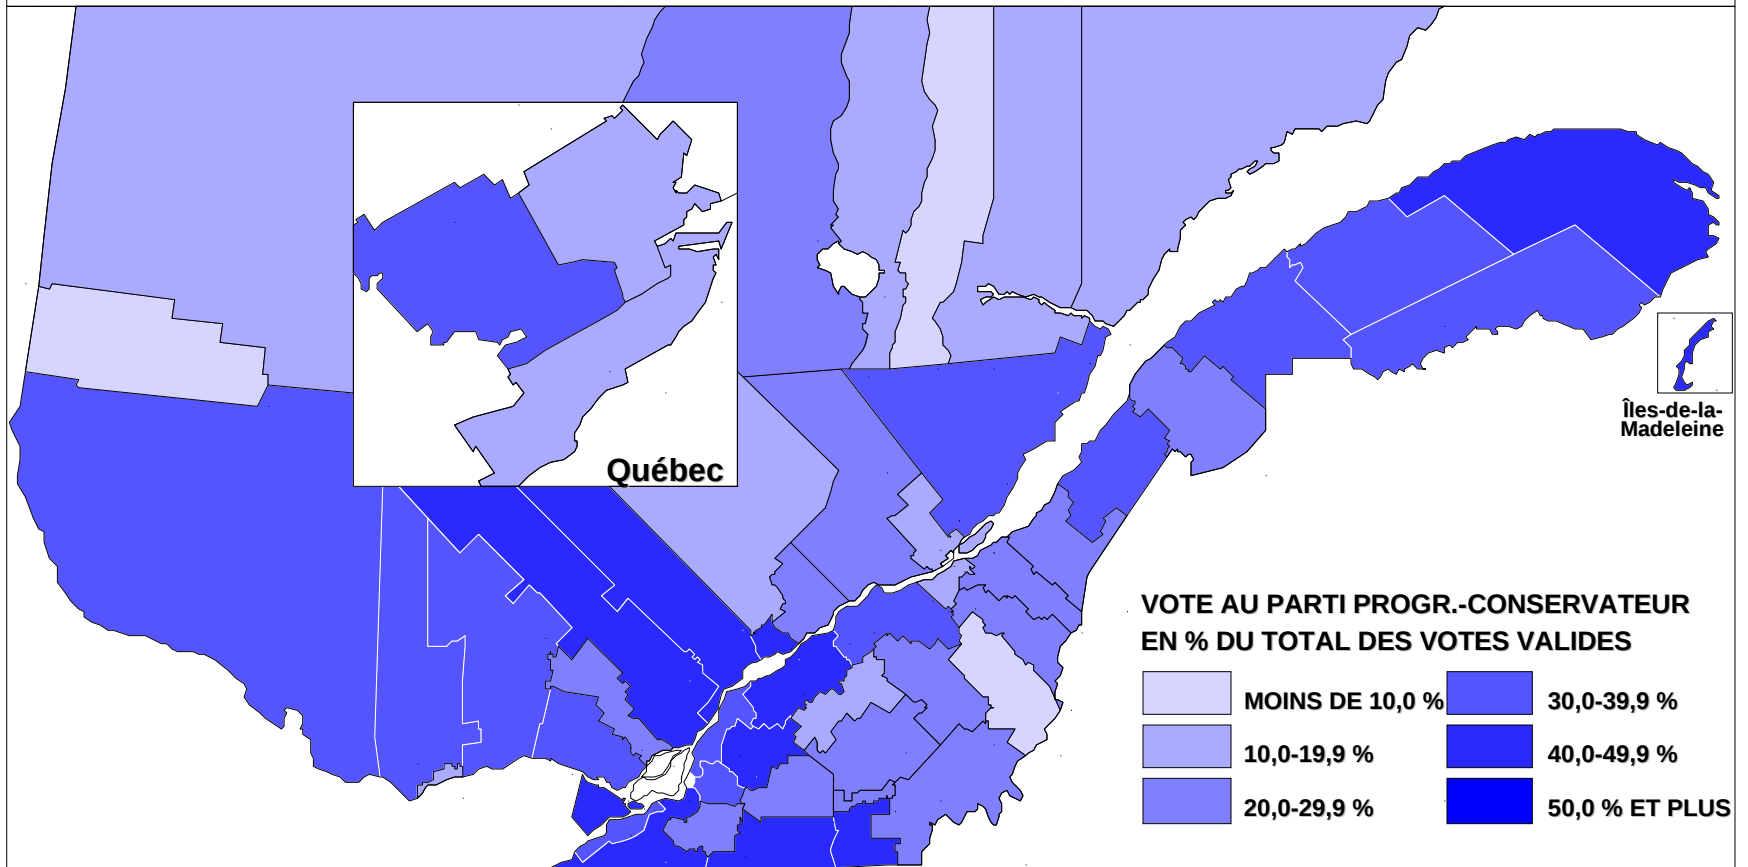 Québec
Îles-de-la-
Madeleine
VOTE AU PARTI PROGR.-CONSERVATEUR
EN % DU TOTAL DES VOTES VALIDES
MOINS DE 10,0 %
10,0-19,9 %
20,0-29,9 %
30,0-39,9 %
40,0-49,9 %
50,0 % ET PLUS